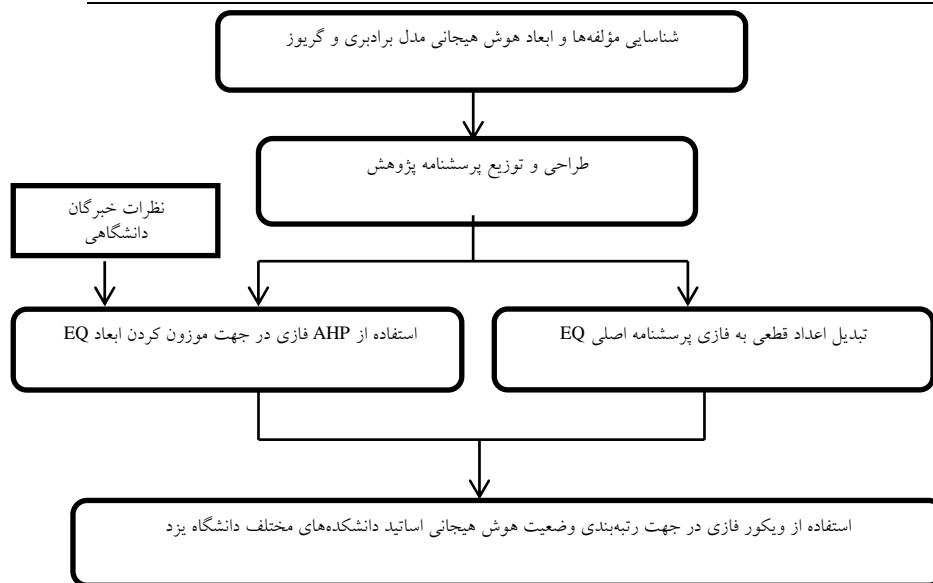 شناسایی مؤلفه‌ها و ابعاد هوش هیجانی مدل برادبری و گریوز
طراحی و توزیع پرسشنامه پژوهش
نظرات خبرگان
دانشگاهی
تبدیل اعداد قطعی به فازی پرسشنامه اصلی EQ
استفاده از AHP فازی در جهت موزون کردن ابعاد EQ
استفاده از ویکور فازی در جهت رتبه‌بندی وضعیت هوش هیجانی اساتید دانشکده‌های مختلف دانشگاه یزد